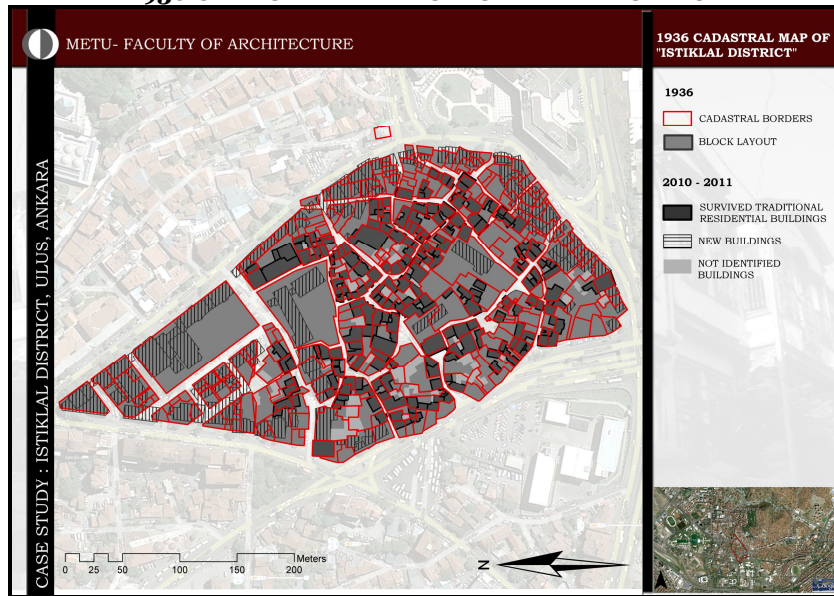 METU- FACULTY OF ARCHITECTURE
1936 CADASTRAL MAP OF
"ISTIKLAL DISTRICT"
1936
CADASTRAL BORDERS
BLOCK LAYOUT
2010 - 2011
SURVIVED TRADITIONAL
RESIDENTIAL BUILDINGS
NEW BUILDINGS
NOT IDENTIFIED
BUILDINGS
CASE STUDY : ISTIKLAL DISTRICT, ULUS, ANKARA
Meters
0 25 50 100 150 200
N
Google